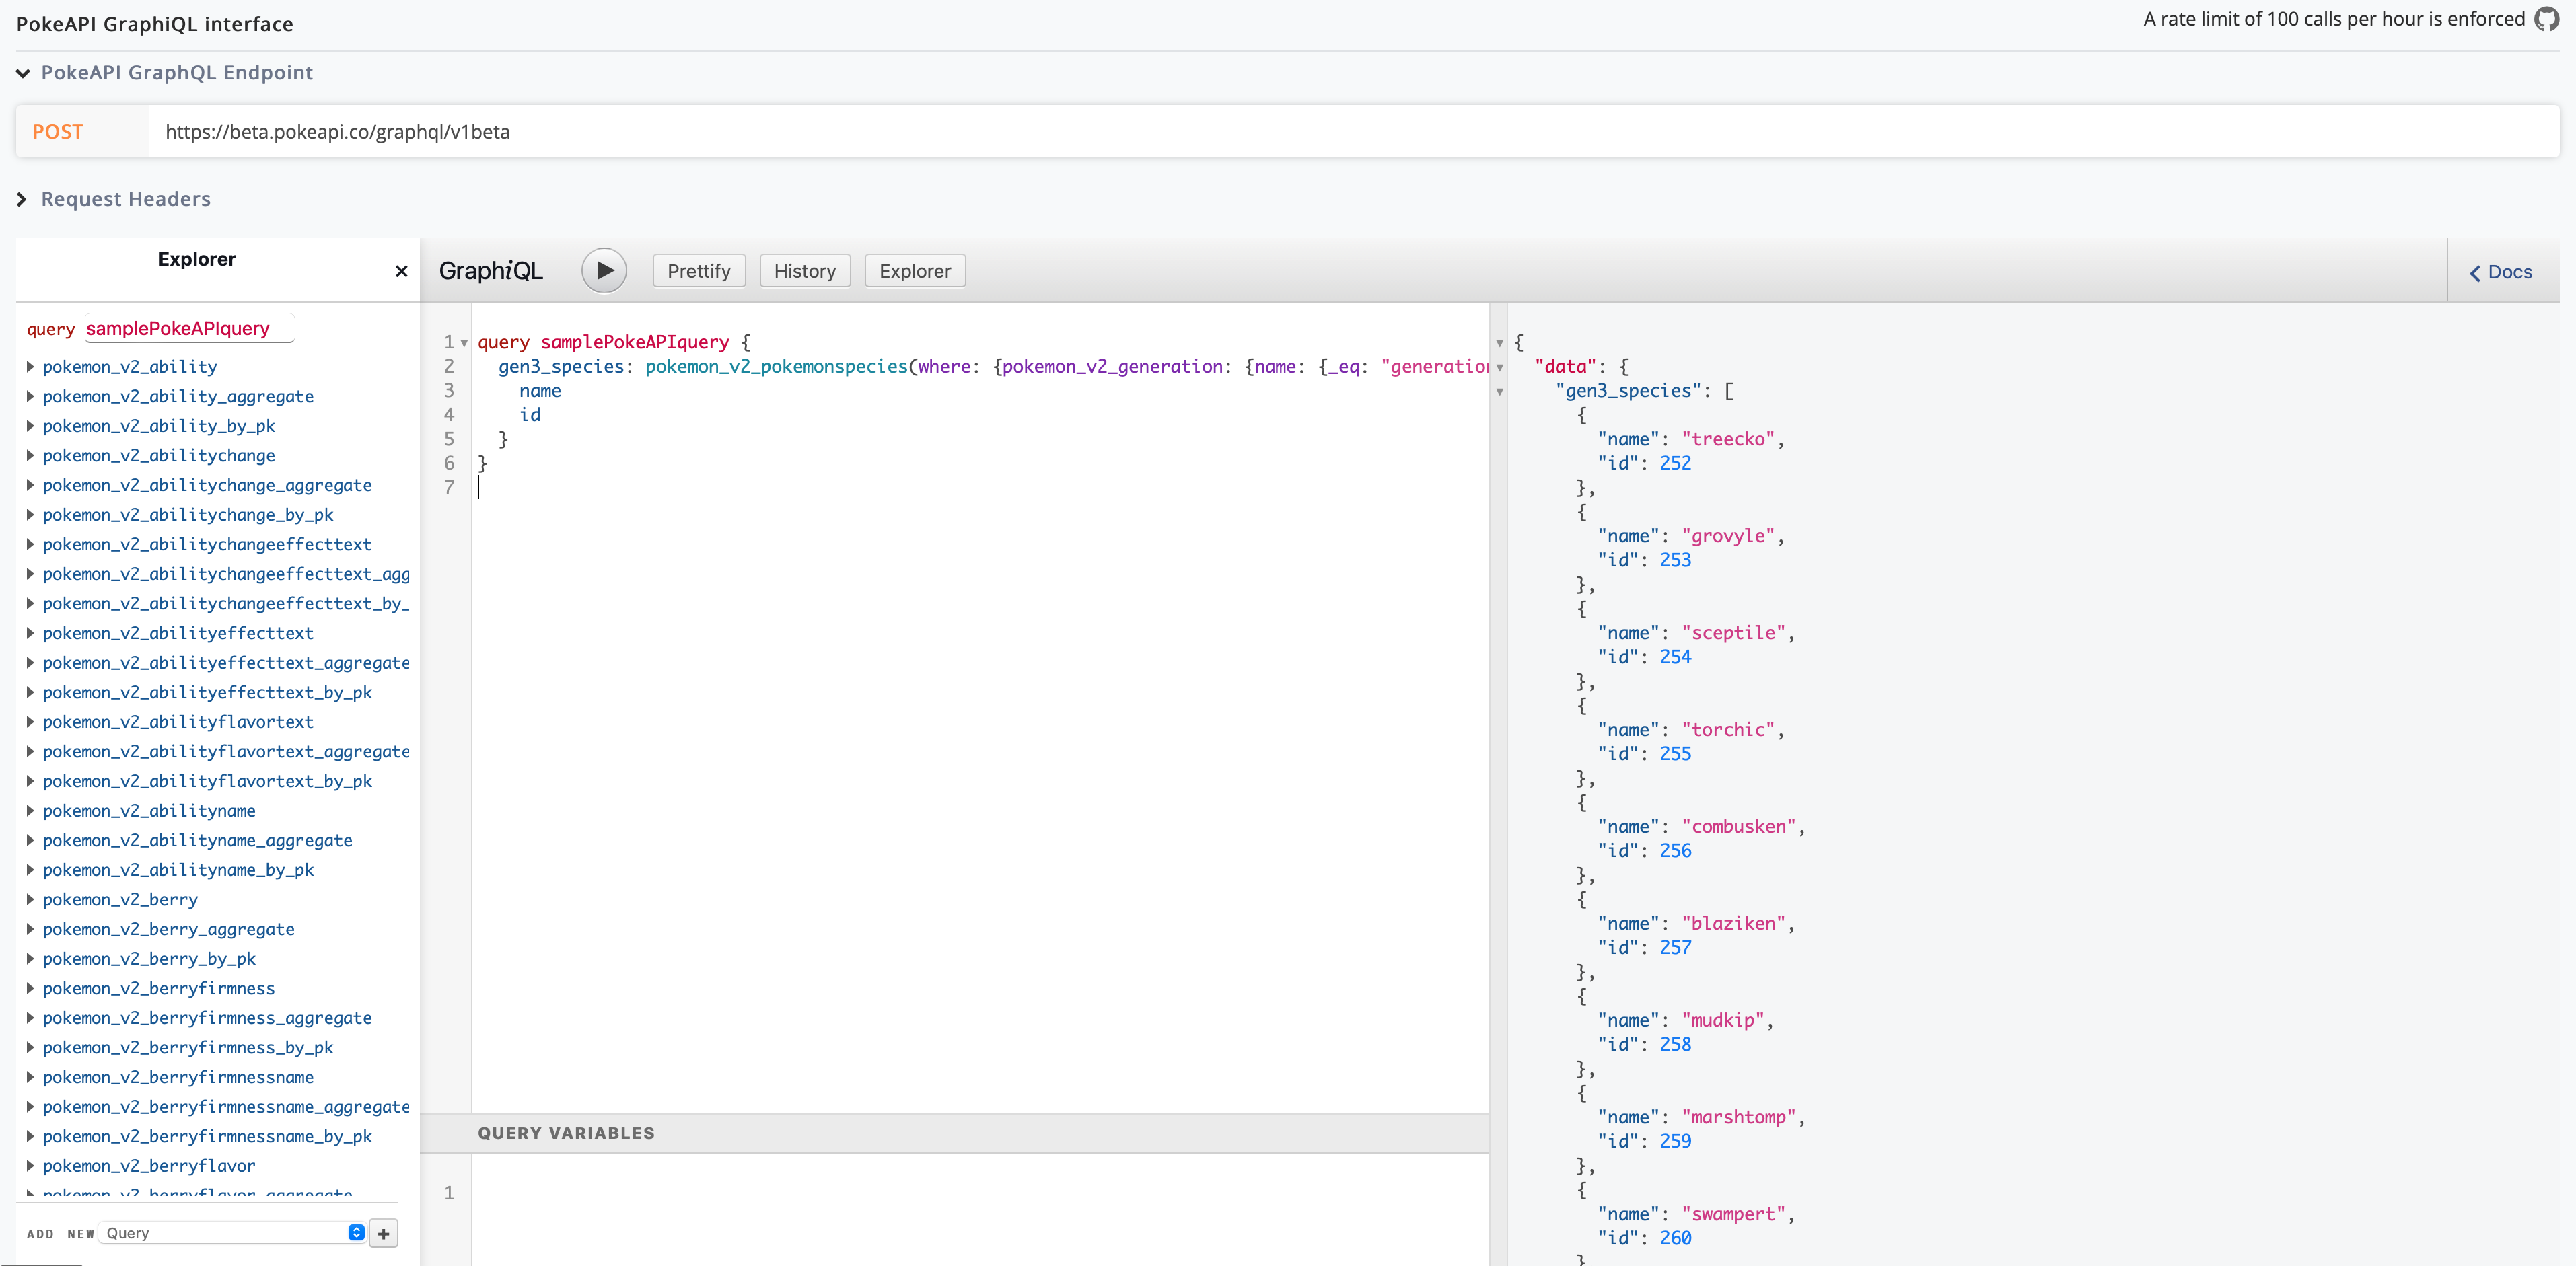 PokeAPI GraphiQL interface
A rate limit of 100 calls per hour is enforced
PokeAPI GraphQL Endpoint
POST https://beta.pokeapi.co/graphql/v1beta
Request Headers
Explorer
GraphiQL Prettify History Explorer Docs
query samplePokeAPIquery
pokemon_v2_ability
pokemon_v2_ability_aggregate
pokemon_v2_ability_by_pk
pokemon_v2_abilitychange
pokemon_v2_abilitychange_aggregate
pokemon_v2_abilitychange_by_pk
pokemon_v2_abilitychangeeffecttext
pokemon_v2_abilitychangeeffecttext_agg
pokemon_v2_abilitychangeeffecttext_by_
pokemon_v2_abilityeffecttext
pokemon_v2_abilityeffecttext_aggregate
pokemon_v2_abilityeffecttext_by_pk
pokemon_v2_abilityflavortext
pokemon_v2_abilityflavortext_aggregate
pokemon_v2_abilityflavortext_by_pk
pokemon_v2_abilityname
pokemon_v2_abilityname_aggregate
pokemon_v2_abilityname_by_pk
pokemon_v2_berry
pokemon_v2_berry_aggregate
pokemon_v2_berry_by_pk
pokemon_v2_berryfirmness
pokemon_v2_berryfirmness_aggregate
pokemon_v2_berryfirmness_by_pk
pokemon_v2_berryfirmnessname
pokemon_v2_berryfirmnessname_aggregate
pokemon_v2_berryfirmnessname_by_pk
pokemon_v2_berryflavor
pokemon_v2_berryflavor_aggregate
ADD NEW Query +
1 query samplePokeAPIquery {
2 gen3_species: pokemon_v2_pokemonspecies(where: {pokemon_v2_generation: {name: {_eq: "generation
3 name
4 id
5 }
6 }
7
QUERY VARIABLES
1
{
"data": {
"gen3_species": [
{
"name": "treecko",
"id": 252
},
{
"name": "grovyle",
"id": 253
},
{
"name": "sceptile",
"id": 254
},
{
"name": "torchic",
"id": 255
},
{
"name": "combusken",
"id": 256
},
{
"name": "blaziken",
"id": 257
},
{
"name": "mudkip",
"id": 258
},
{
"name": "marshtomp",
"id": 259
},
{
"name": "swampert",
"id": 260
}